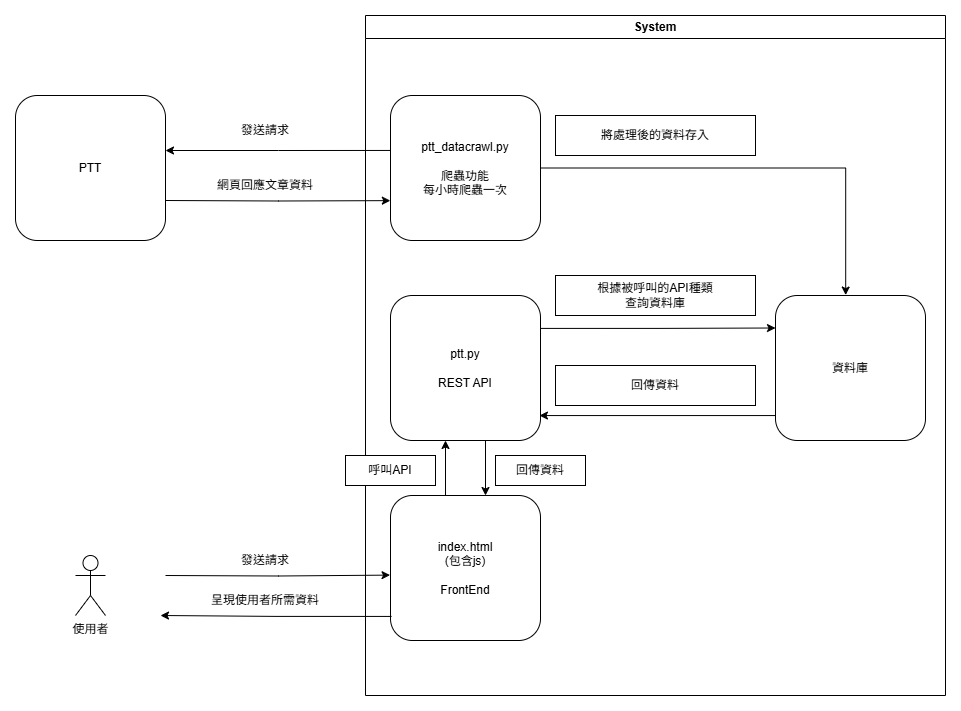 System
發送請求
PTT
網頁回應文章資料
ptt_datacrawl.py
爬蟲功能
每小時爬蟲一次
將處理後的資料存入
根據被呼叫的API種類
查詢資料庫
ptt.py
REST API
回傳資料
資料庫
呼叫API
回傳資料
index.html
(包含js)
FrontEnd
發送請求
呈現使用者所需資料
使用者